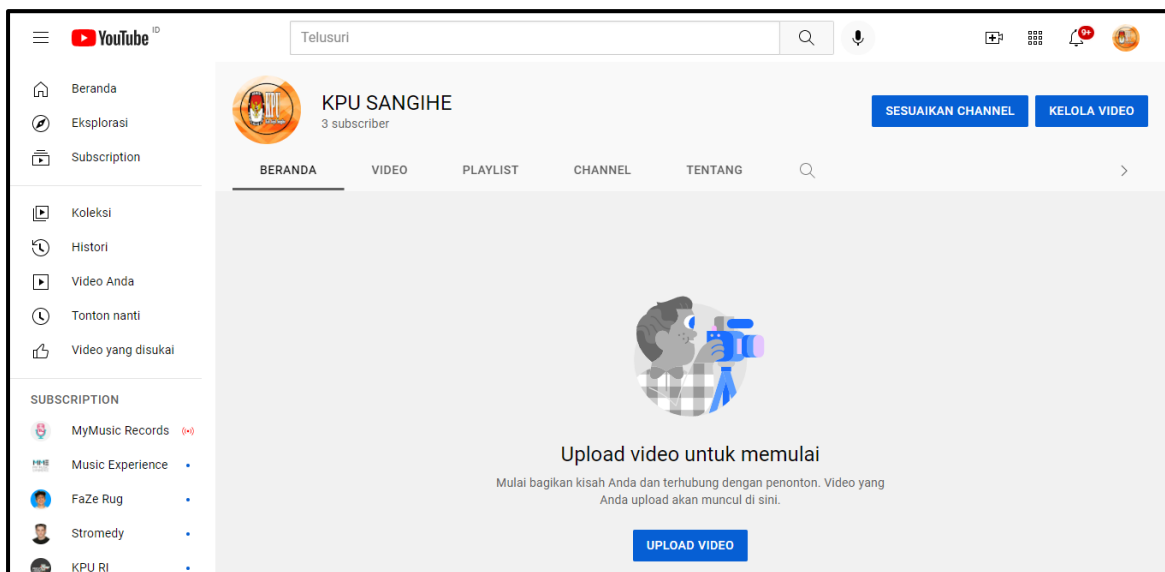 YouTube ID
Telusuri
9+
Beranda
Eksplorasi
Subscription
Koleksi
Histori
Video Anda
Tonton nanti
Video yang disukai
SUBSCRIPTION
MyMusic Records
Music Experience
FaZe Rug
Stromedy
KPU RI
KPU SANGIHE
3 subscriber
SESUAIKAN CHANNEL
KELOLA VIDEO
BERANDA VIDEO PLAYLIST CHANNEL TENTANG
Upload video untuk memulai
Mulai bagikan kisah Anda dan terhubung dengan penonton. Video yang
Anda upload akan muncul di sini.
UPLOAD VIDEO